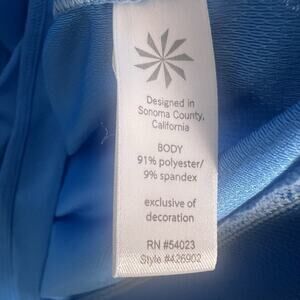 Designed in
Sonoma County,
California
BODY
91% polyester/
9% spandex
exclusive of
decoration
RN #54023
Style #426902